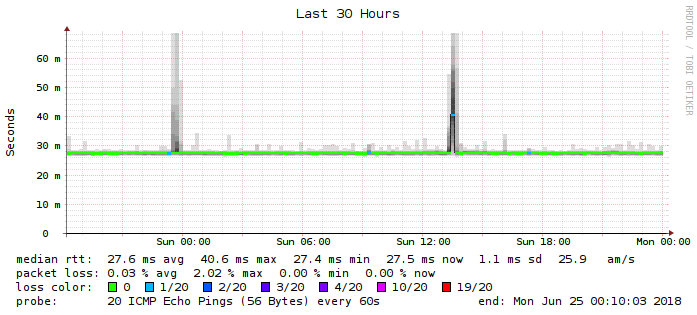 Last 30 Hours
RRDTOOL / TOBI OETIKER
Seconds
60 m
50 m
40 m
30 m
20 m
10 m
0
Sun 00:00 Sun 06:00 Sun 12:00 Sun 18:00 Mon 00:00
median rtt: 27.6 ms avg 40.6 ms max 27.4 ms min 27.5 ms now 1.1 ms sd 25.9 am/s
packet loss: 0.03 % avg 2.02 % max 0.00 % min 0.00 % now
loss color: 0 1/20 2/20 3/20 4/20 10/20 19/20
probe: 20 ICMP Echo Pings (56 Bytes) every 60s end: Mon Jun 25 00:10:03 2018